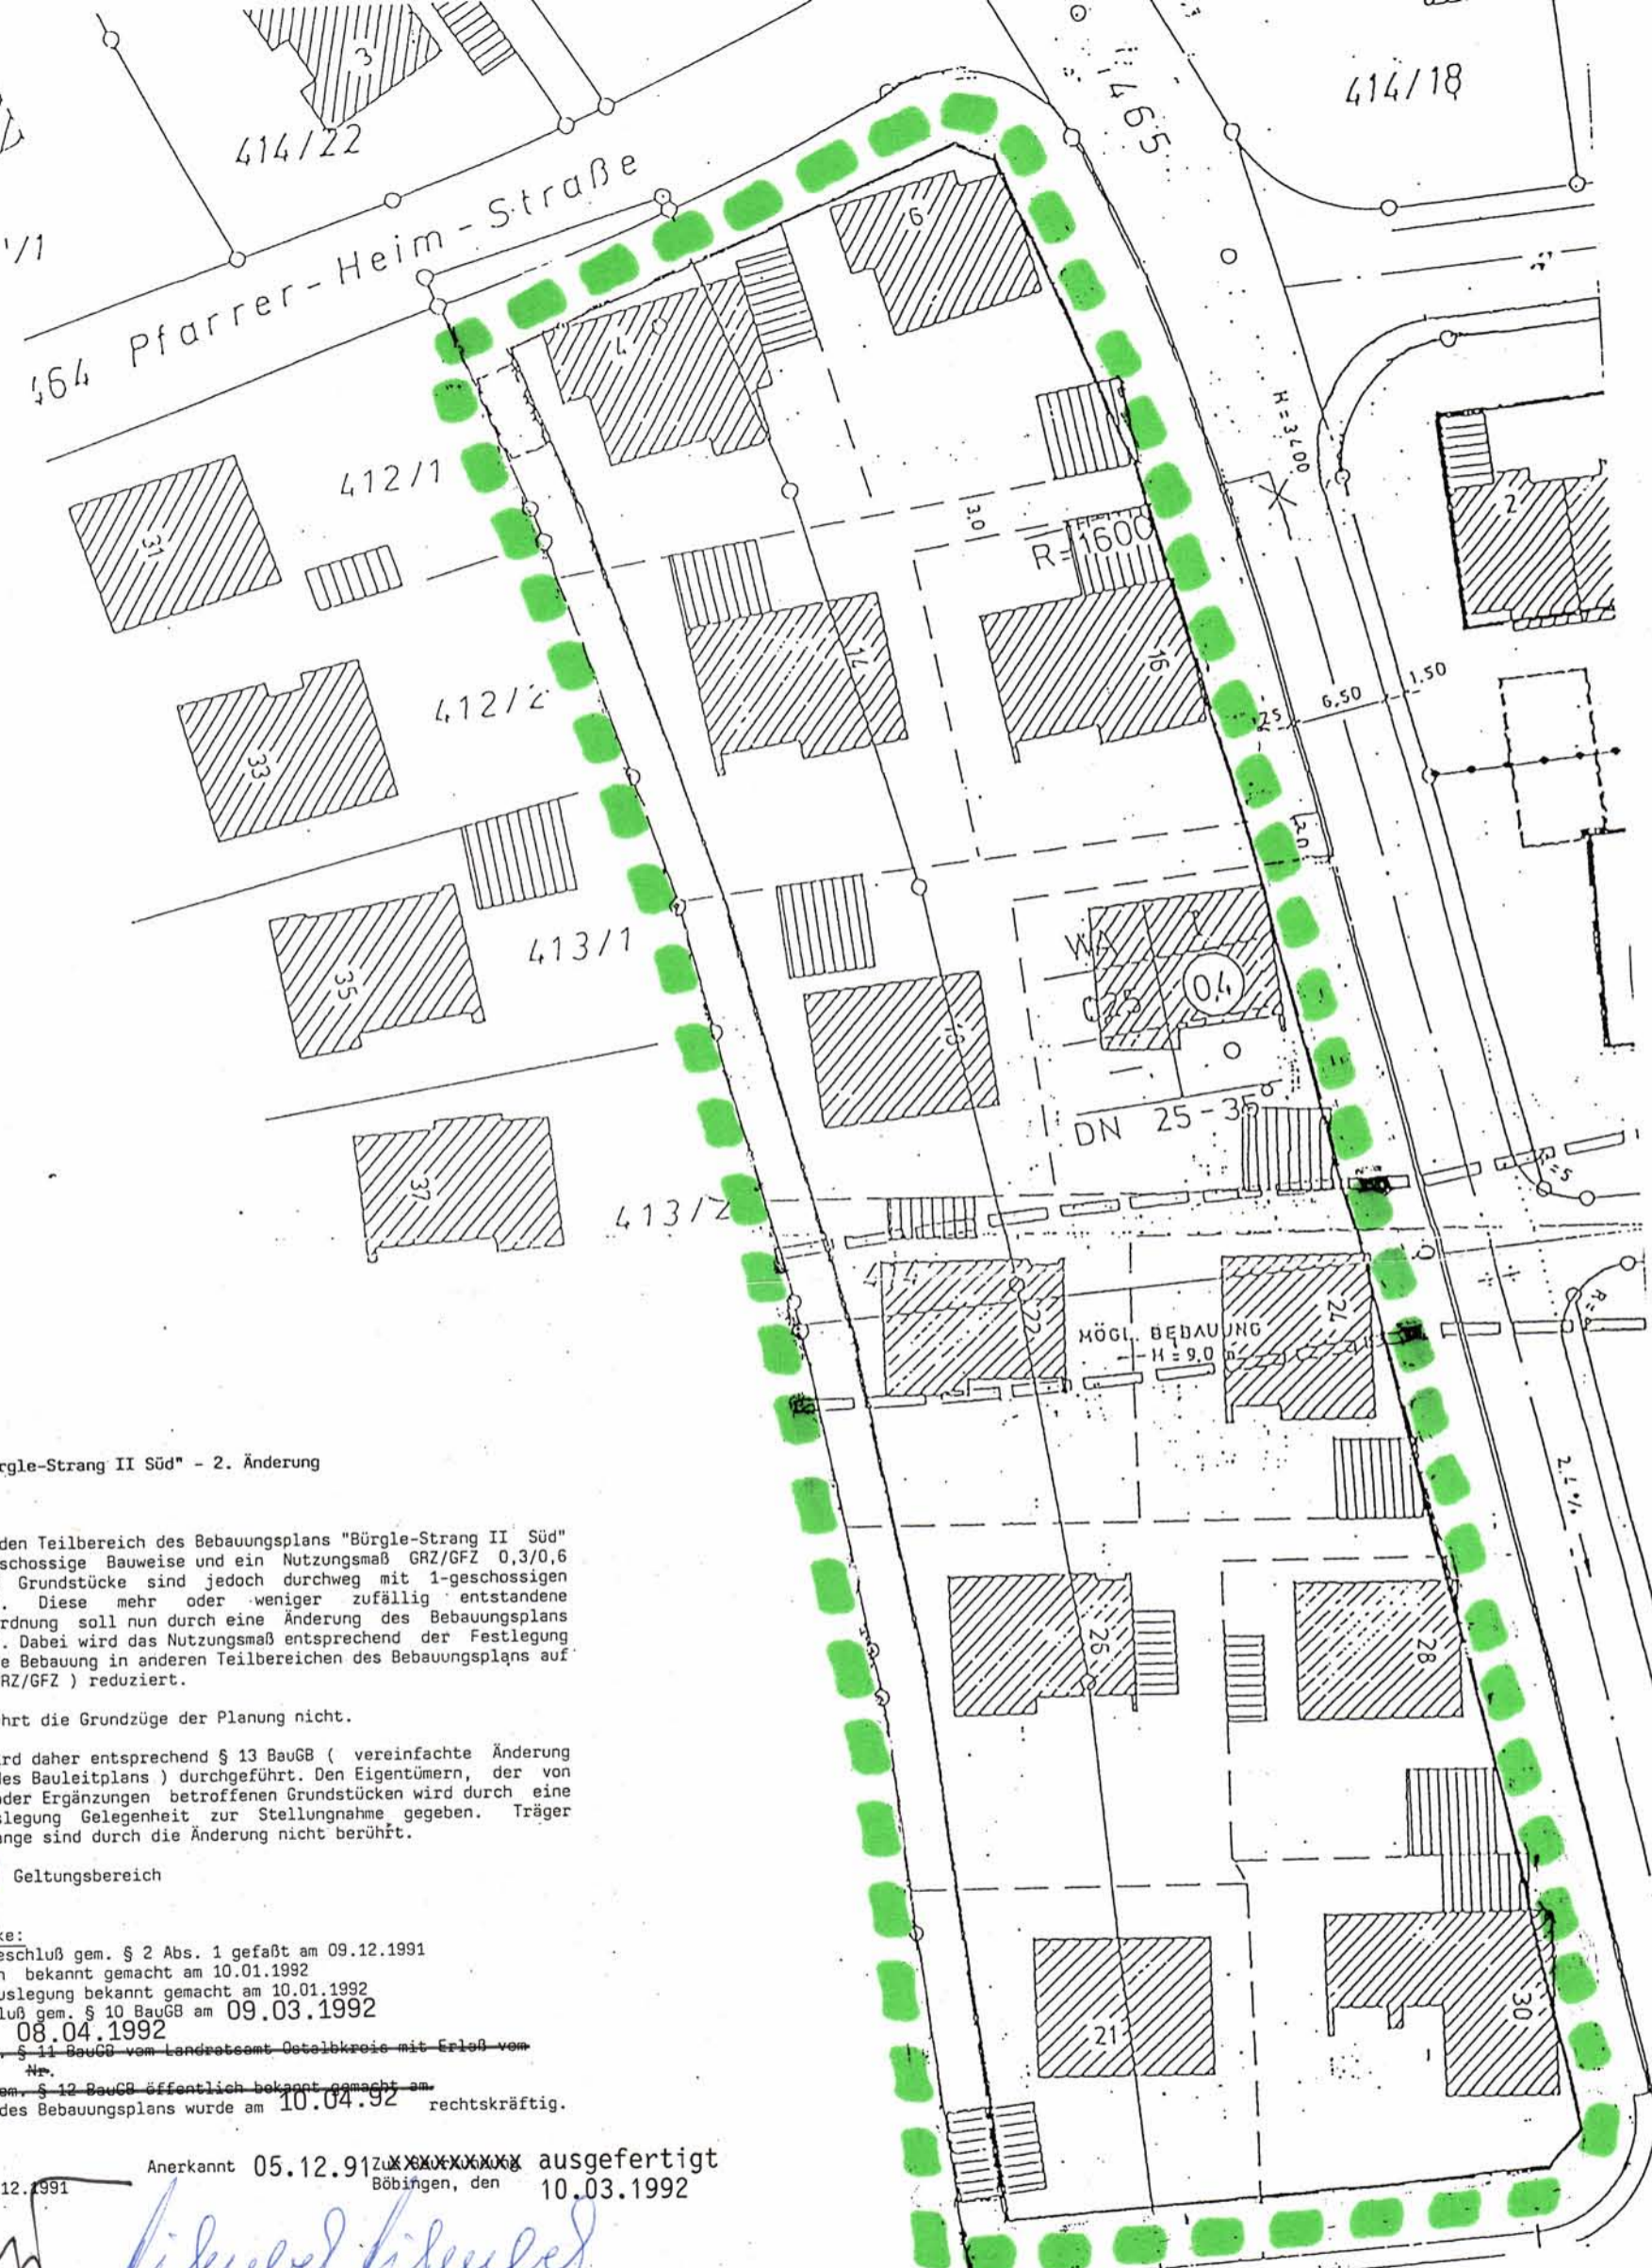 3
414/22
1465
414/18
/1
464 Pfarrer-Heim-Straße
6
4
H=3400
412/1
31
3.0
R=1600
2
14
16
412/2
33
6,50
1,50
2.0
413/1
35
WA
I
0,4
DN 25-35°
37
413/2
22
24
MÖGL. BEBAUUNG
H = 9.0 m
2.4 %
rgle-Strang II Süd" - 2. Änderung
den Teilbereich des Bebauungsplans "Bürgle-Strang II Süd"
schossige Bauweise und ein Nutzungsmaß GRZ/GFZ 0,3/0,6
Grundstücke sind jedoch durchweg mit 1-geschossigen
. Diese mehr oder weniger zufällig entstandene
rdnung soll nun durch eine Änderung des Bebauungsplans
. Dabei wird das Nutzungsmaß entsprechend der Festlegung
e Bebauung in anderen Teilbereichen des Bebauungsplans auf
RZ/GFZ ) reduziert.
hrt die Grundzüge der Planung nicht.
rd daher entsprechend § 13 BauGB ( vereinfachte Änderung
es Bauleitplans ) durchgeführt. Den Eigentümern, der von
oder Ergänzungen betroffenen Grundstücken wird durch eine
slegung Gelegenheit zur Stellungnahme gegeben. Träger
ange sind durch die Änderung nicht berührt.
Geltungsbereich
26
28
ke:
eschluß gem. § 2 Abs. 1 gefaßt am 09.12.1991
n bekannt gemacht am 10.01.1992
uslegung bekannt gemacht am 10.01.1992
luß gem. § 10 BauGB am 09.03.1992
08.04.1992
. § 11 BauGB vom Landratsamt Ostalbkreis mit Erlaß vom
Nr.
em. § 12 BauGB öffentlich bekannt gemacht am
des Bebauungsplans wurde am 10.04.92 rechtskräftig.
21
30
Anerkannt 05.12.91 ausgefertigt
12.1991
Böbingen, den 10.03.1992